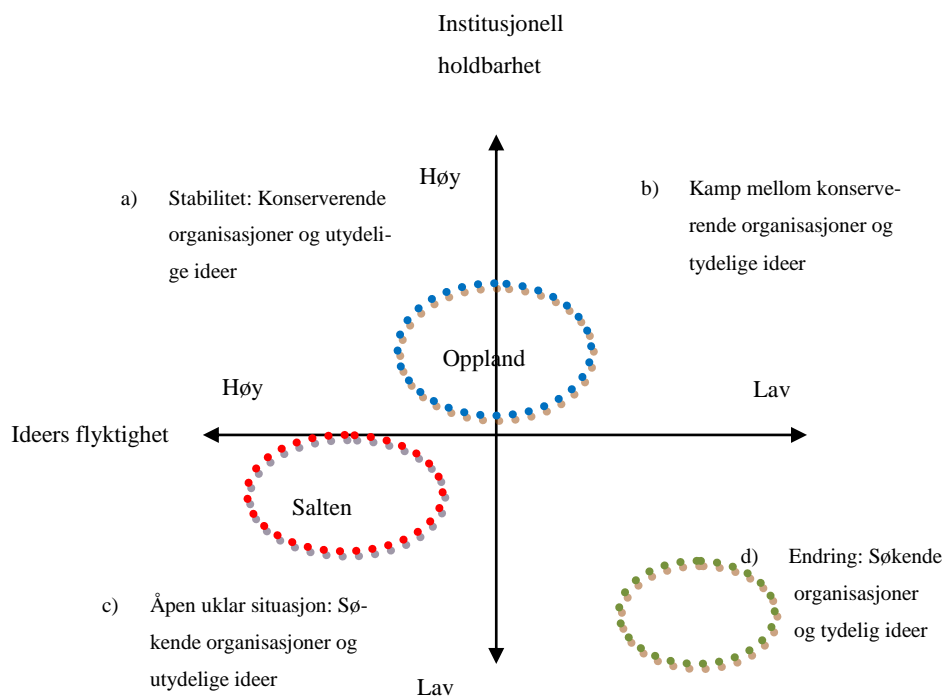 Institusjonell
holdbarhet
Høy
a) Stabilitet: Konserverende
organisasjoner og utydeli-
ge ideer
b) Kamp mellom konserve-
rende organisasjoner og
tydelige ideer
Oppland
Høy
Lav
Ideers flyktighet
Salten
d) Endring: Søkende
organisasjoner
og tydelig ideer
c) Åpen uklar situasjon: Sø-
kende organisasjoner og
utydelige ideer
Lav